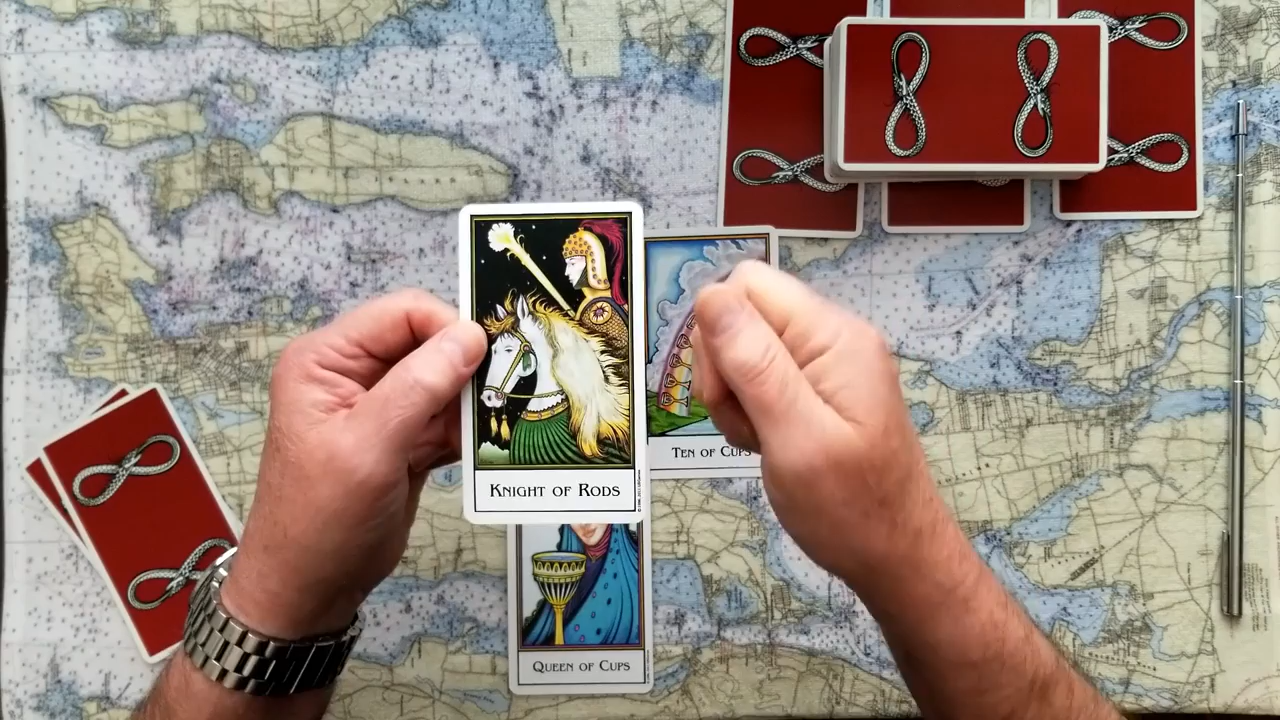 Knight of Rods
Ten of Cups
Queen of Cups